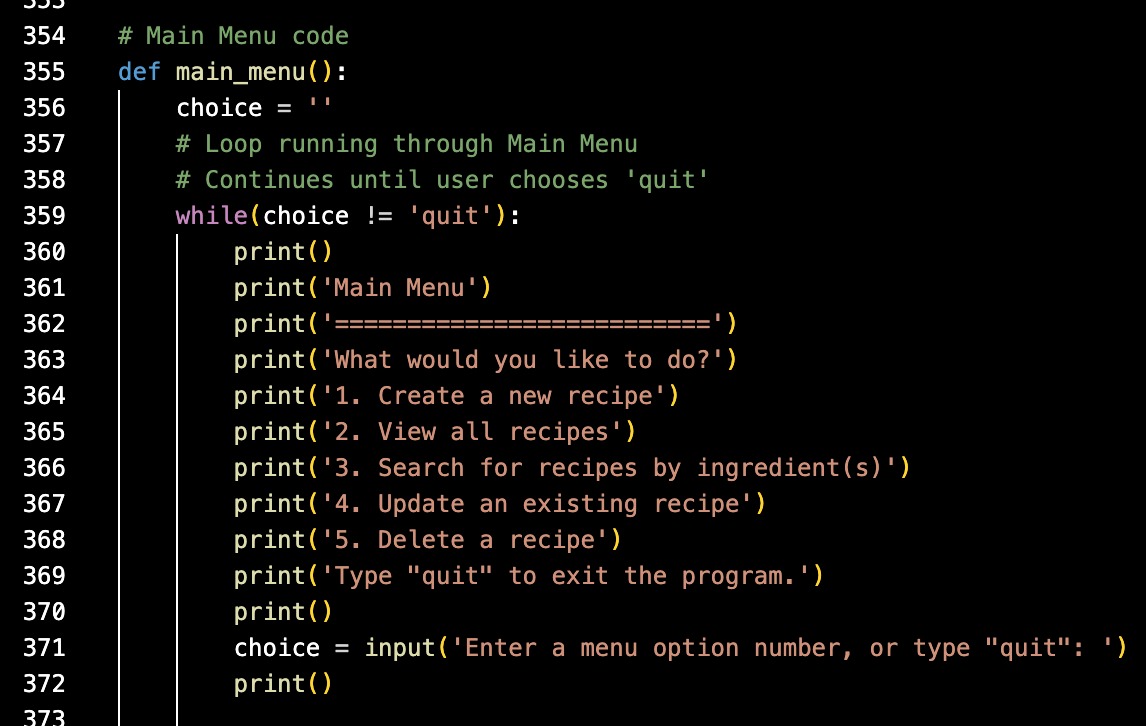 353
354 # Main Menu code
355 def main_menu():
356 choice = ''
357 # Loop running through Main Menu
358 # Continues until user chooses 'quit'
359 while(choice != 'quit'):
360 print()
361 print('Main Menu')
362 print('==========================')
363 print('What would you like to do?')
364 print('1. Create a new recipe')
365 print('2. View all recipes')
366 print('3. Search for recipes by ingredient(s)')
367 print('4. Update an existing recipe')
368 print('5. Delete a recipe')
369 print('Type "quit" to exit the program.')
370 print()
371 choice = input('Enter a menu option number, or type "quit": ')
372 print()
373